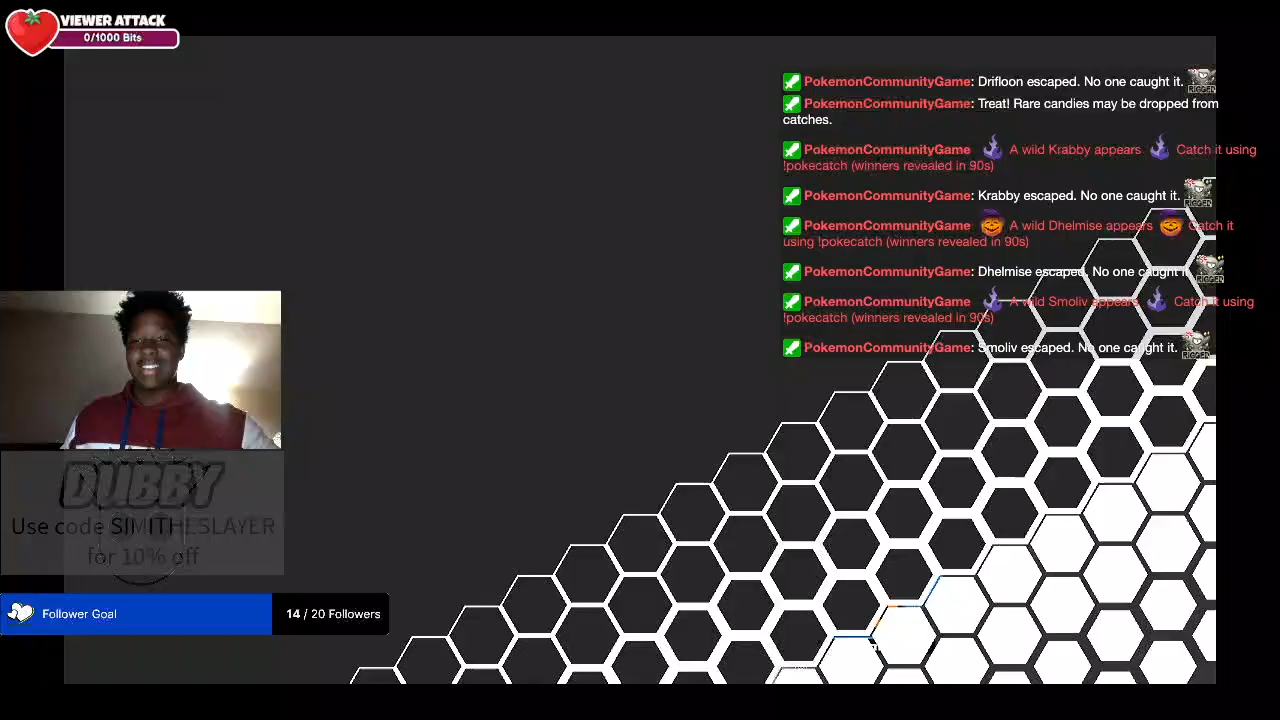 VIEWER ATTACK
0/1000 Bits
PokemonCommunityGame: Drifloon escaped. No one caught it.
PokemonCommunityGame: Treat! Rare candies may be dropped from
catches.
PokemonCommunityGame A wild Krabby appears Catch it using
!pokecatch (winners revealed in 90s)
PokemonCommunityGame: Krabby escaped. No one caught it.
PokemonCommunityGame A wild Dhelmise appears Catch it
using !pokecatch (winners revealed in 90s)
PokemonCommunityGame: Dhelmise escaped. No one caught it.
PokemonCommunityGame A wild Smoliv appears Catch it using
!pokecatch (winners revealed in 90s)
PokemonCommunityGame: Smoliv escaped. No one caught it.
DUBBY
Use code SIMITHESLAYER
for 10% off
Follower Goal
14 / 20 Followers